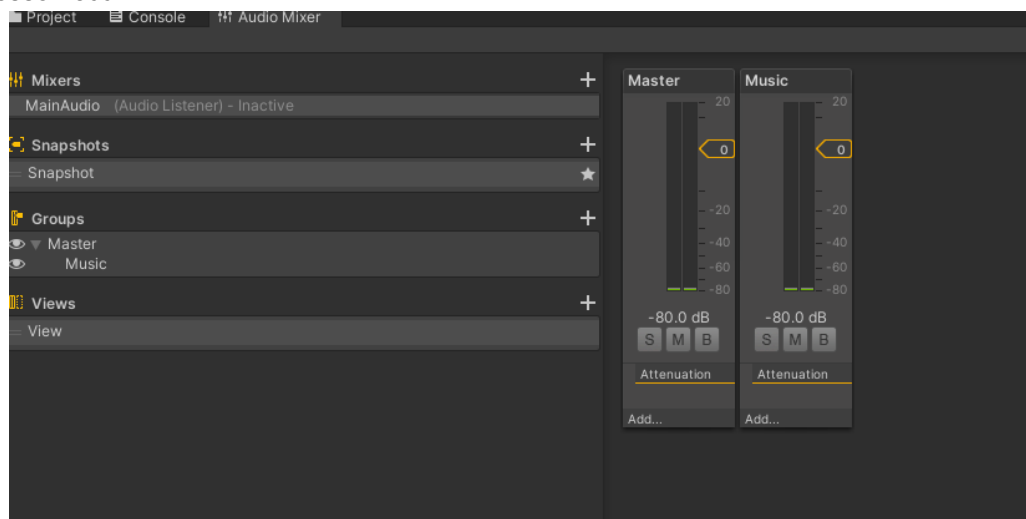 Project Console Audio Mixer
Mixers +
MainAudio (Audio Listener) - Inactive
Snapshots +
Snapshot
Groups +
Master
Music
Views +
View
Master
20
0
-20
-40
-60
-80
-80.0 dB
S M B
Attenuation
Add...
Music
20
0
-20
-40
-60
-80
-80.0 dB
S M B
Attenuation
Add...